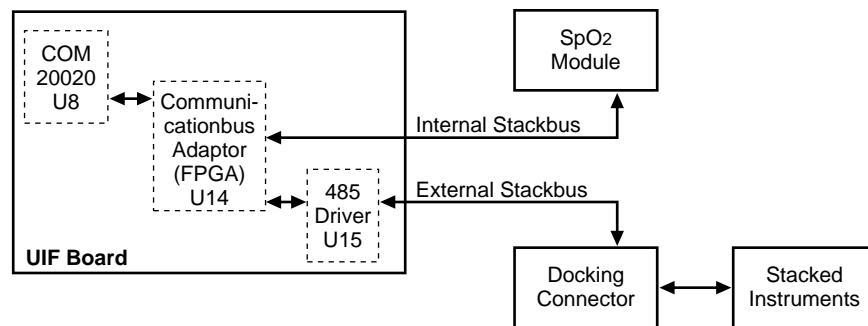 COM
20020
U8
Communi-
cationbus
Adaptor
(FPGA)
U14
485
Driver
U15
UIF Board
Internal Stackbus
External Stackbus
SpO2
Module
Docking
Connector
Stacked
Instruments